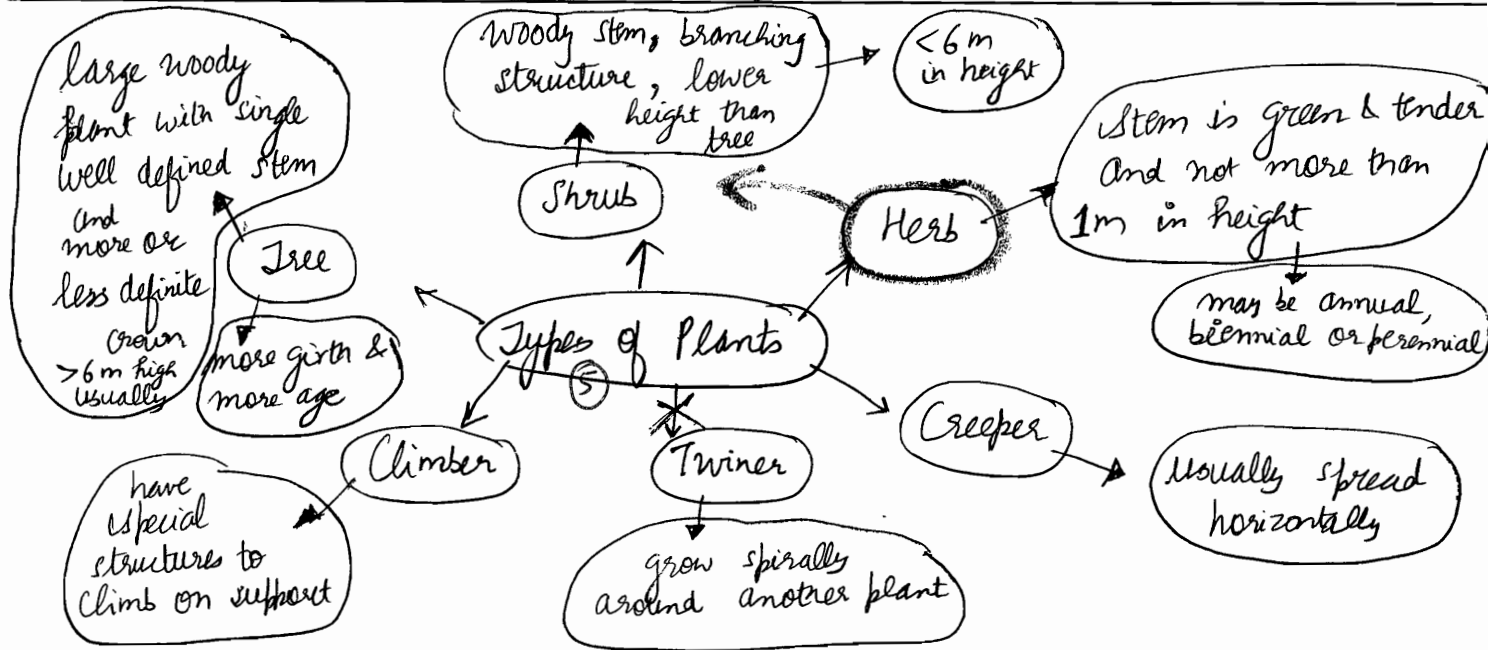 large woody
plant with single
well defined stem
and
more or
less definite
crown
>6 m high
usually
Tree
more girth &
more age
Woody stem, branching
structure, lower
height than
tree
<6 m
in height
Shrub
Herb
Stem is green & tender
and not more than
1m in height
may be annual,
biennial or perennial
Types of Plants
5
Climber
have
special
structures to
climb on support
Twiner
grow spirally
around another plant
Creeper
usually spread
horizontally